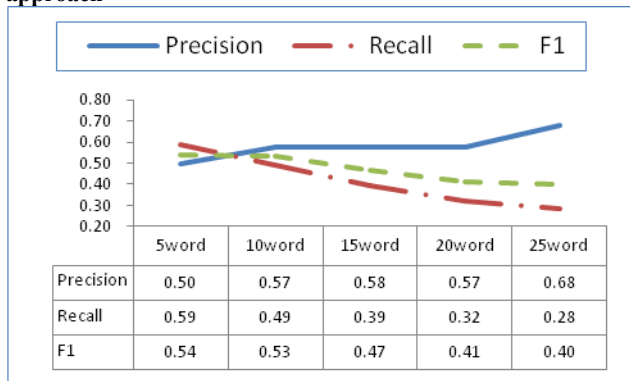 approach
Precision Recall F1
0.80
0.70
0.60
0.50
0.40
0.30
0.20
5word 10word 15word 20word 25word
Precision 0.50 0.57 0.58 0.57 0.68
Recall 0.59 0.49 0.39 0.32 0.28
F1 0.54 0.53 0.47 0.41 0.40